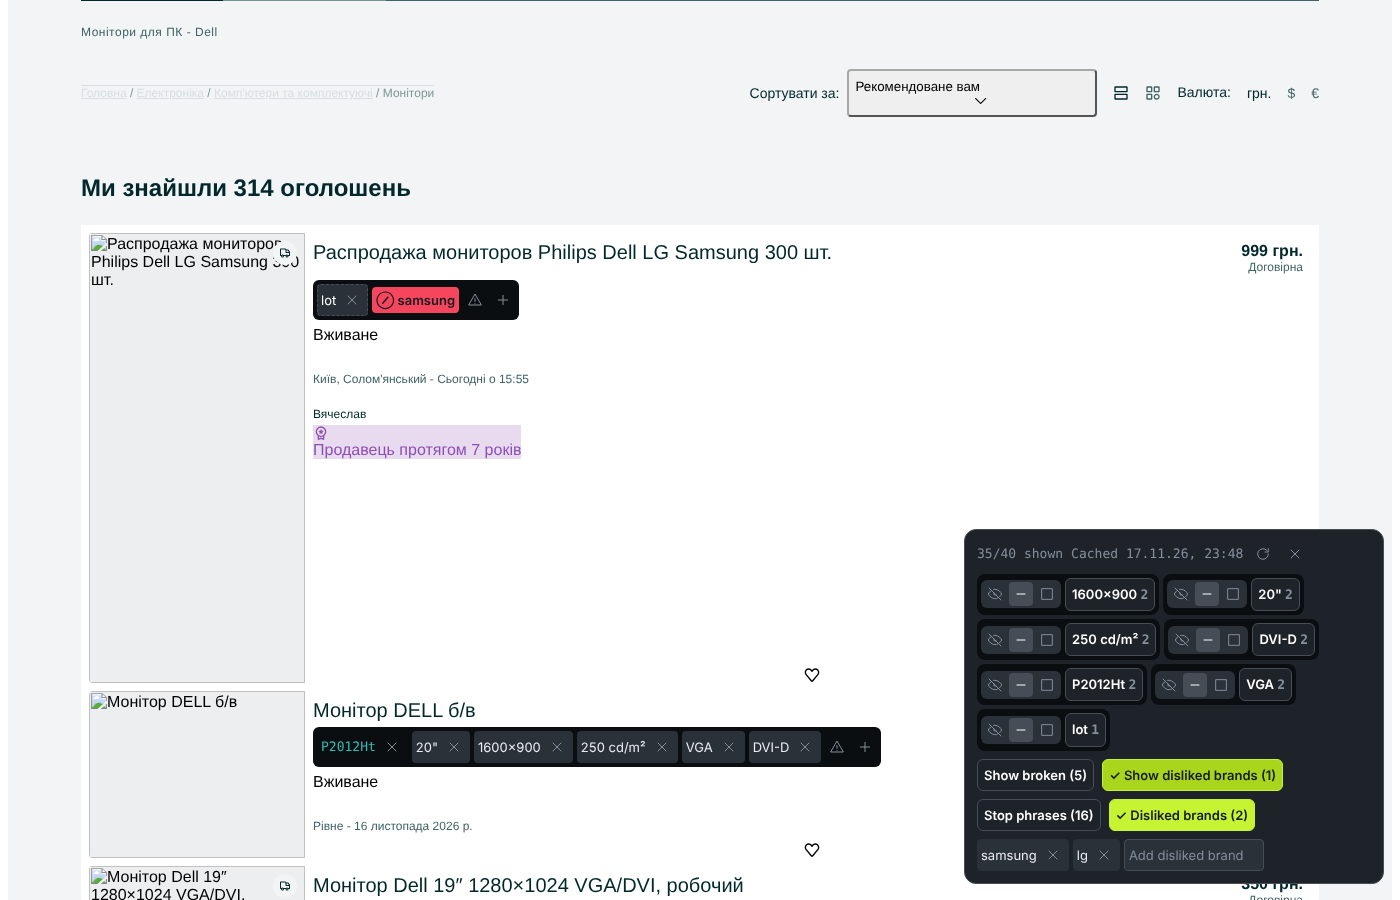 Монітори для ПК - Dell
Головна / Електроніка / Комп'ютери та комплектуючі / Монітори
Сортувати за:
Рекомендоване вам
Валюта: грн. $ €
Ми знайшли 314 оголошень
Распродажа мониторов Philips Dell LG Samsung 300 шт.
Распродажа мониторов Philips Dell LG Samsung 300 шт.
999 грн.
Договірна
lot samsung
Вживане
Київ, Солом'янський - Сьогодні о 15:55
Вячеслав
Продавець протягом 7 років
Монітор DELL б/в
Монітор DELL б/в
P2012Ht 20" 1600×900 250 cd/m² VGA DVI-D
Вживане
Рівне - 16 листопада 2026 р.
Монітор Dell 19″
1280×1024 VGA/DVI,
Монітор Dell 19″ 1280×1024 VGA/DVI, робочий
350 грн.
Договірна
35/40 shown Cached 17.11.26, 23:48
1600×900 2
20" 2
250 cd/m² 2
DVI-D 2
P2012Ht 2
VGA 2
lot 1
Show broken (5)
✓ Show disliked brands (1)
Stop phrases (16)
✓ Disliked brands (2)
samsung lg Add disliked brand